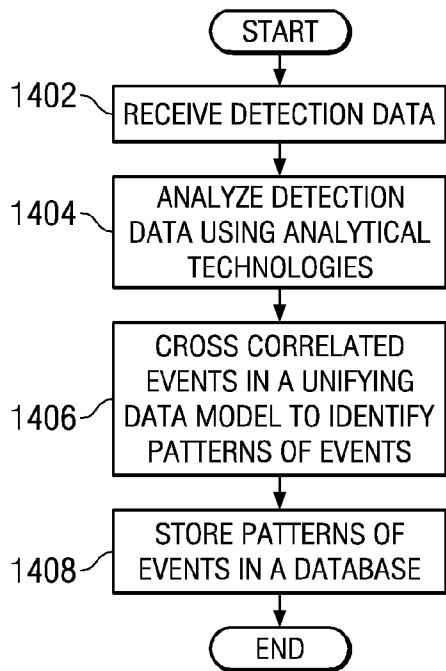 START
1402
RECEIVE DETECTION DATA
1404
ANALYZE DETECTION
DATA USING ANALYTICAL
TECHNOLOGIES
1406
CROSS CORRELATED
EVENTS IN A UNIFYING
DATA MODEL TO IDENTIFY
PATTERNS OF EVENTS
1408
STORE PATTERNS OF
EVENTS IN A DATABASE
END